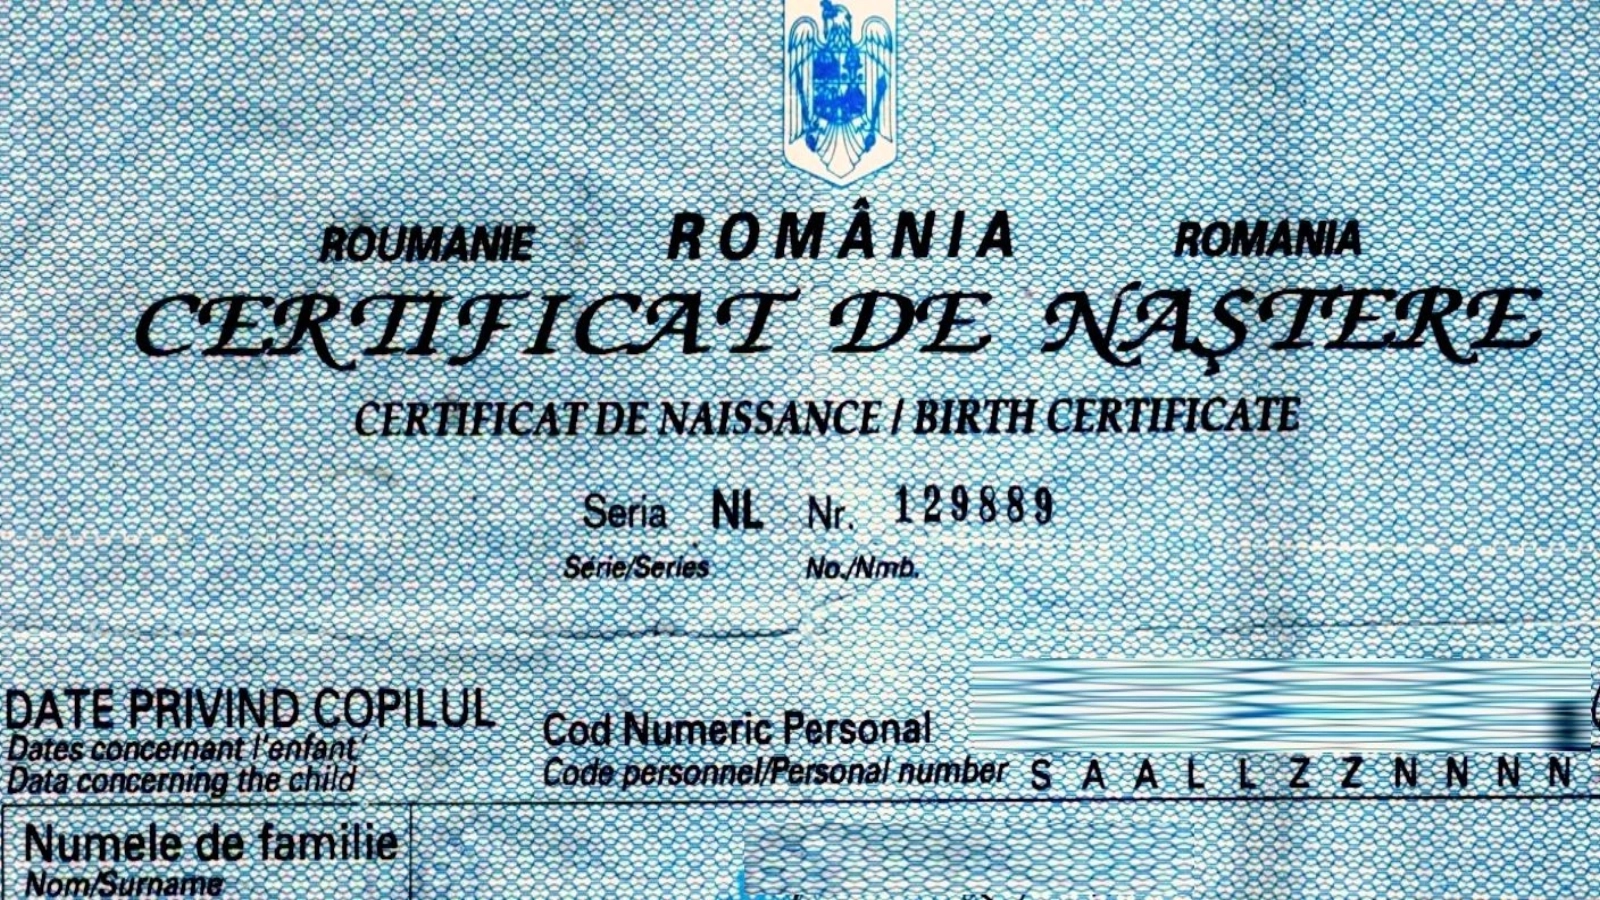 ROUMANIE ROMÂNIA ROMANIA
CERTIFICAT DE NAŞTERE
CERTIFICAT DE NAISSANCE / BIRTH CERTIFICATE
Seria NL Nr. 129889
Série/Series No./Nmb.
DATE PRIVIND COPILUL
Dates concernant l'enfant
Data concerning the child
Cod Numeric Personal
Code personnel/Personal number S A A L L Z Z N N N N
Numele de familie
Nom/Surname